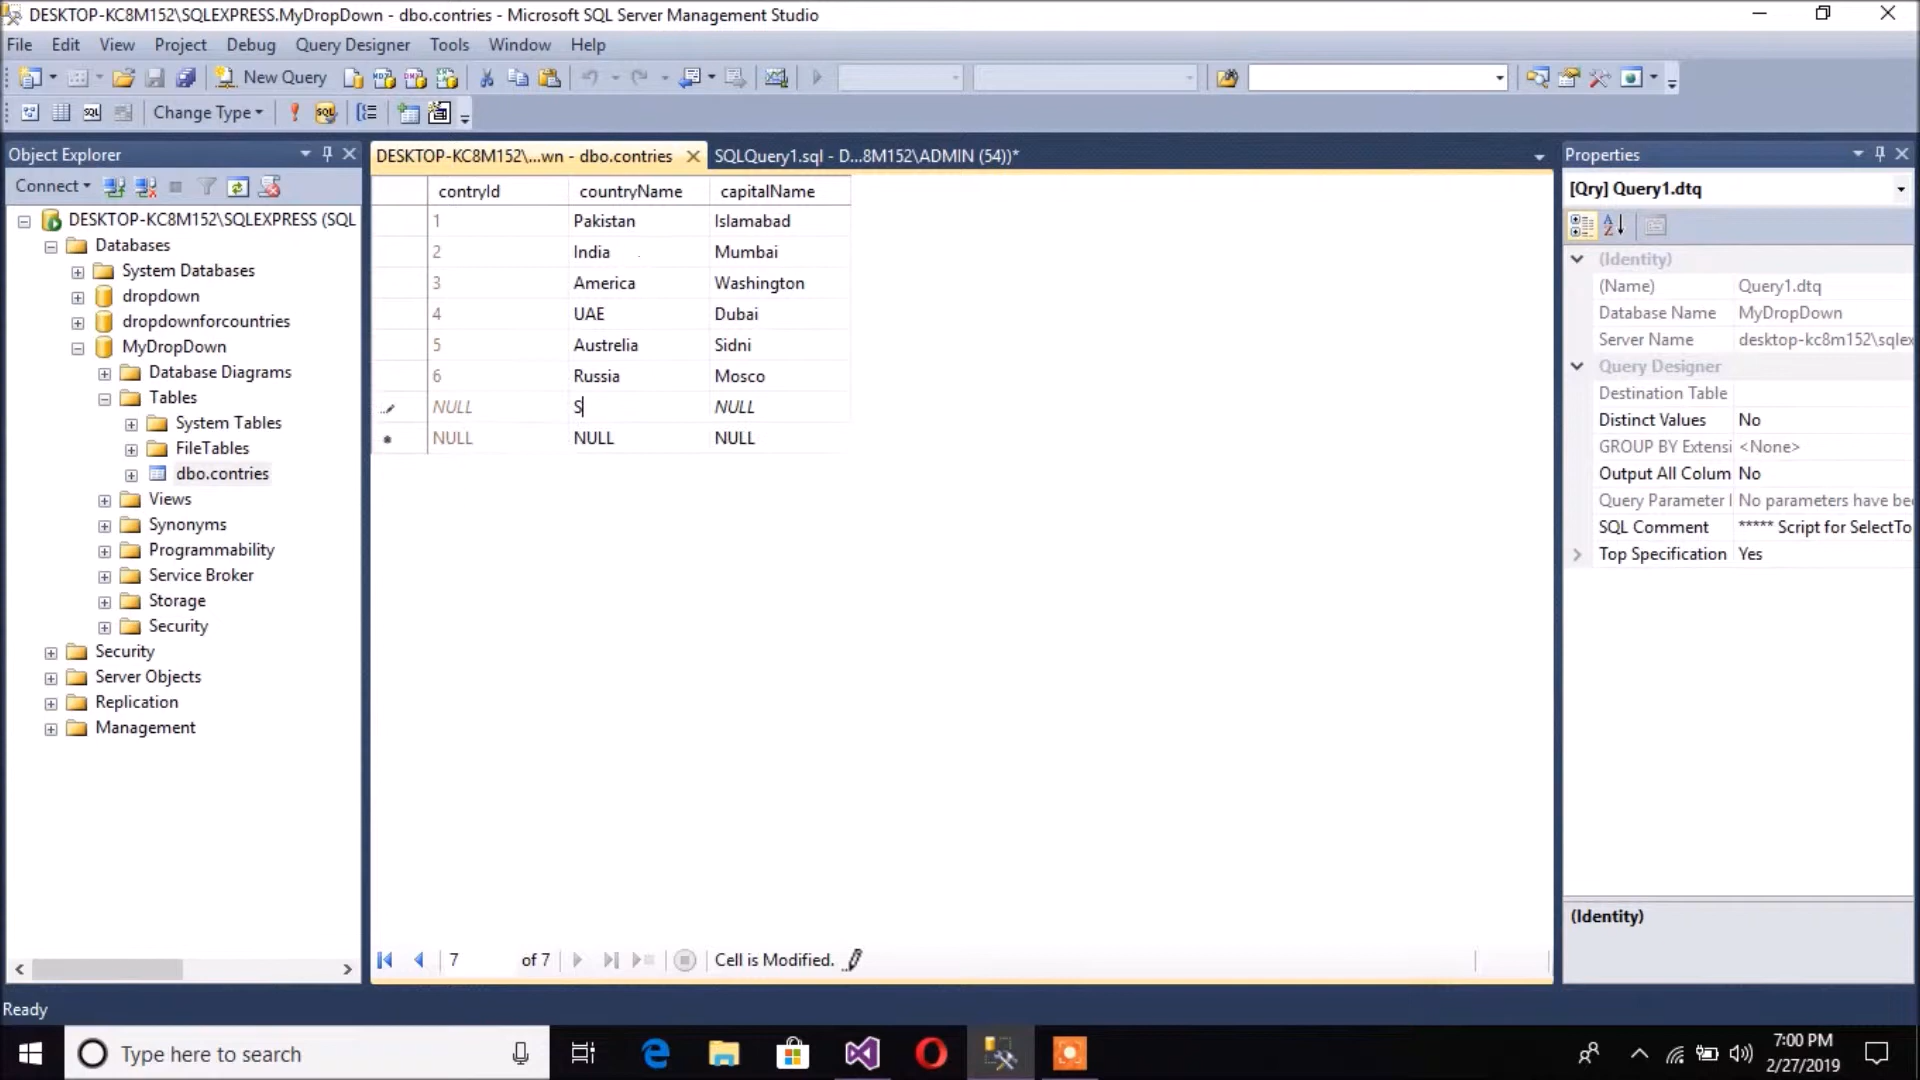 DESKTOP-KC8M152\SQLEXPRESS.MyDropDown - dbo.contries - Microsoft SQL Server Management Studio
File Edit View Project Debug Query Designer Tools Window Help
New Query
Change Type
Object Explorer
Connect
DESKTOP-KC8M152\SQLEXPRESS (SQL
Databases
System Databases
dropdown
dropdownforcountries
MyDropDown
Database Diagrams
Tables
System Tables
FileTables
dbo.contries
Views
Synonyms
Programmability
Service Broker
Storage
Security
Security
Server Objects
Replication
Management
DESKTOP-KC8M152\...wn - dbo.contries SQLQuery1.sql - D...8M152\ADMIN (54))*
contryId countryName capitalName
1 Pakistan Islamabad
2 India Mumbai
3 America Washington
4 UAE Dubai
5 Austrelia Sidni
6 Russia Mosco
NULL S NULL
NULL NULL NULL
7 of 7 Cell is Modified.
Properties
[Qry] Query1.dtq
(Identity)
(Name) Query1.dtq
Database Name MyDropDown
Server Name desktop-kc8m152\sqlex
Query Designer
Destination Table
Distinct Values No
GROUP BY Extensi <None>
Output All Colum No
Query Parameter No parameters have bee
SQL Comment ***** Script for SelectTo
Top Specification Yes
(Identity)
Ready
Type here to search
7:00 PM
2/27/2019